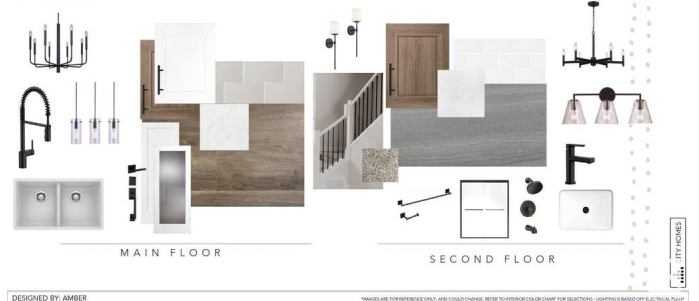 MAIN FLOOR
SECOND FLOOR
CITY HOMES
DESIGNED BY: AMBER
*IMAGES ARE FOR REFERENCE ONLY, AND COULD CHANGE. REFER TO INTERIOR COLOR CHART FOR SELECTIONS - LIGHTING IS BASED OFF ELECTRICAL PLAN*